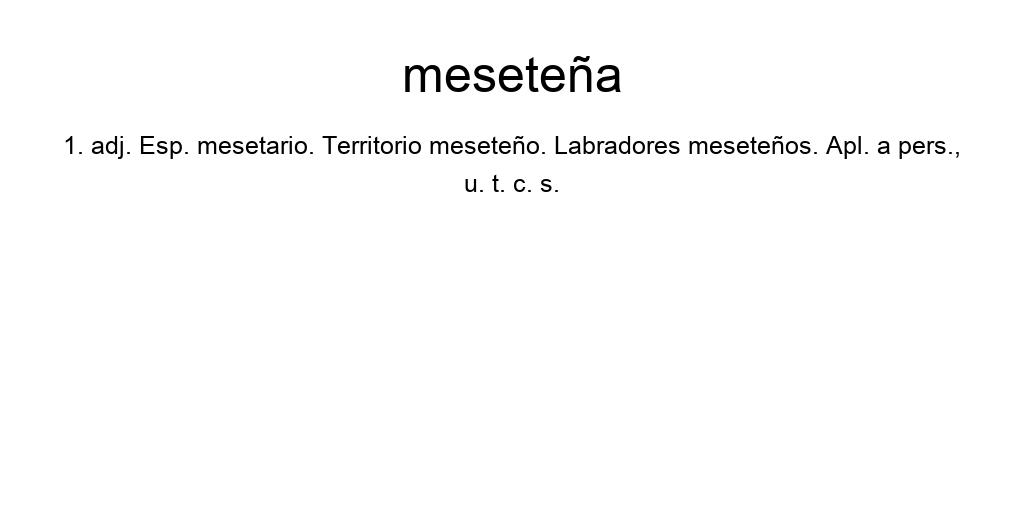 meseteña
1. adj. Esp. mesetario. Territorio meseteño. Labradores meseteños. Apl. a pers.,
u. t. c. s.